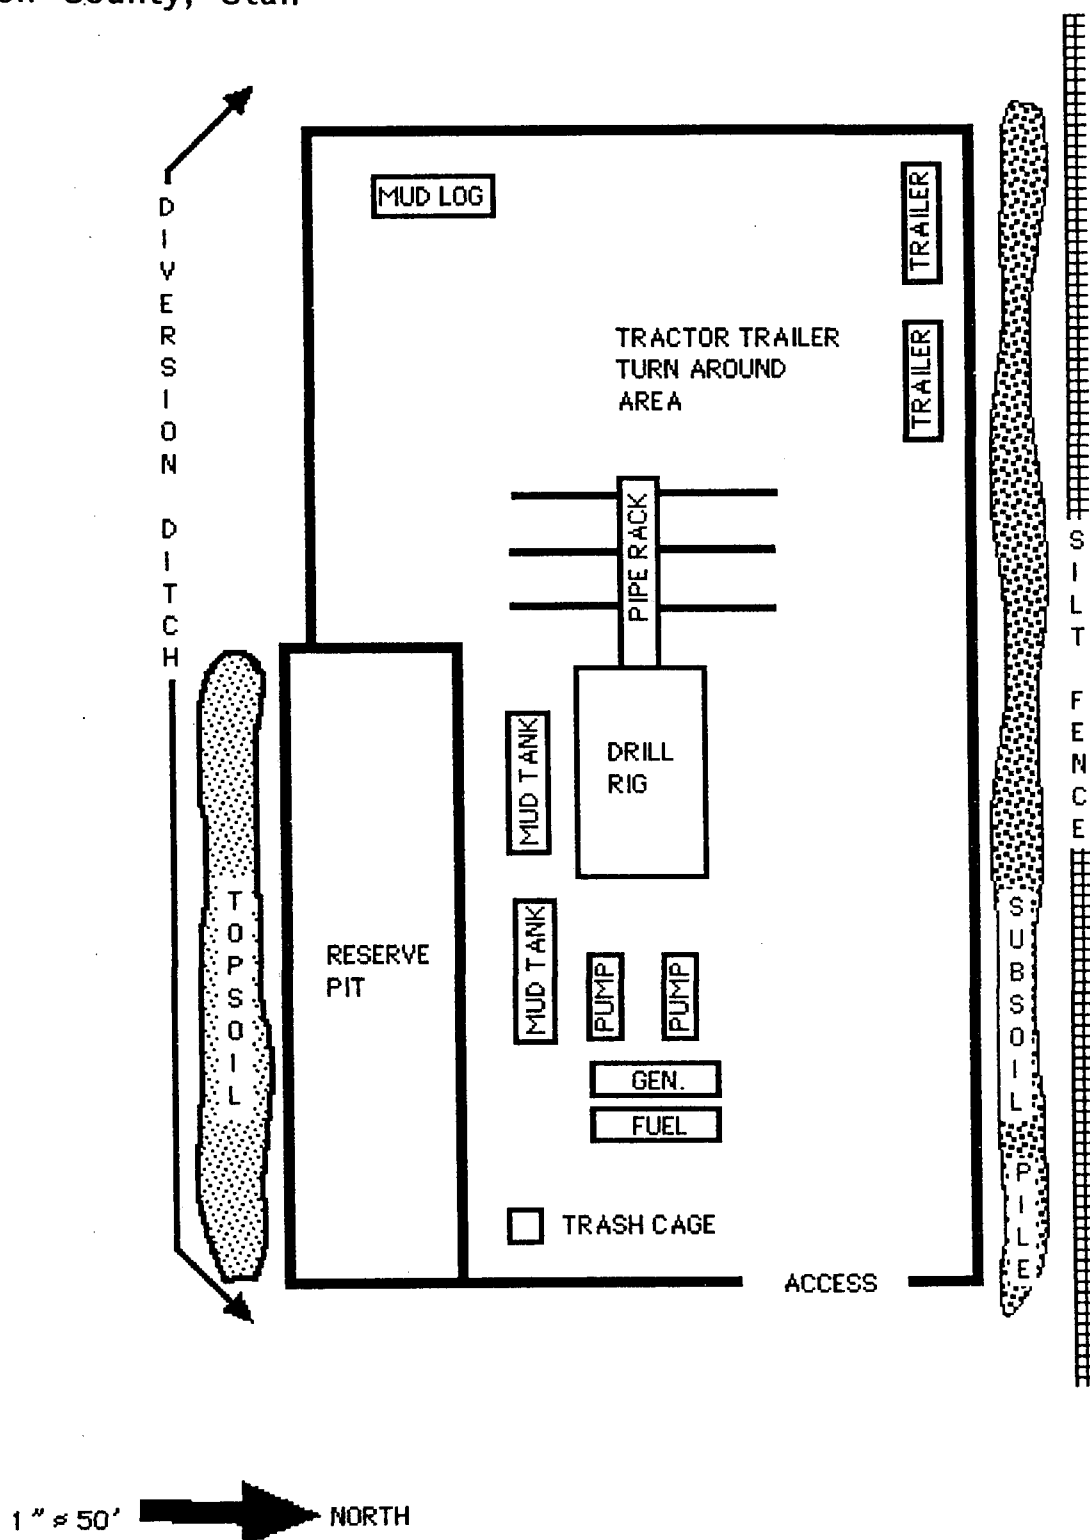 County, Utah
MUD LOG
TRAILER
TRACTOR TRAILER
TURN AROUND
AREA
TRAILER
DIVERSION DITCH
PIPE RACK
SILT FENCE
MUD TANK
DRILL
RIG
TOPSOIL
RESERVE
PIT
MUD TANK
PUMP
PUMP
SUBSOIL PILE
GEN.
FUEL
TRASH CAGE
ACCESS
1" ≈ 50'
NORTH